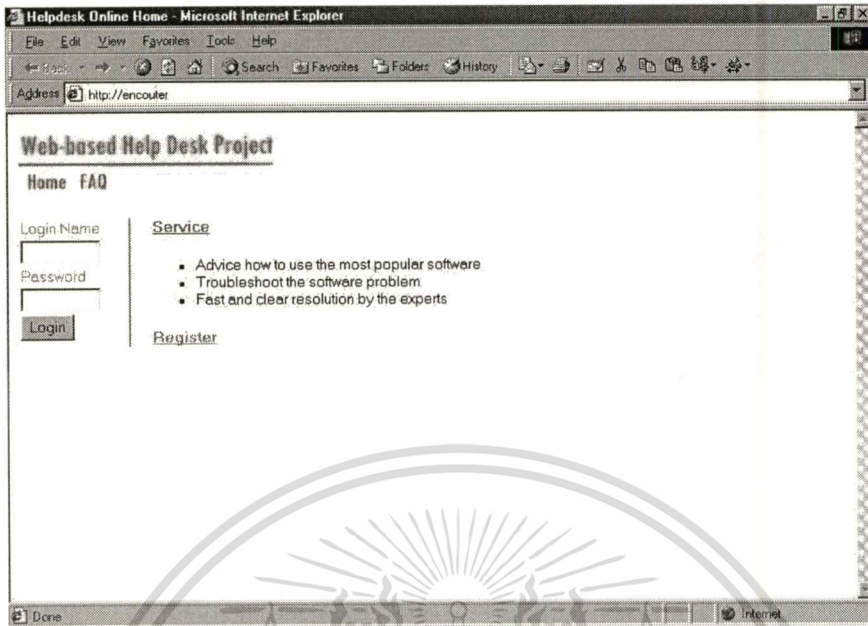 Helpdesk Online Home - Microsoft Internet Explorer
File Edit View Favorites Tools Help
Back Search Favorites Folders History
Address http://encouter
Web-based Help Desk Project
Home FAQ
Login Name
Password
Login
Service
Advice how to use the most popular software
Troubleshoot the software problem
Fast and clear resolution by the experts
Register
Done Internet